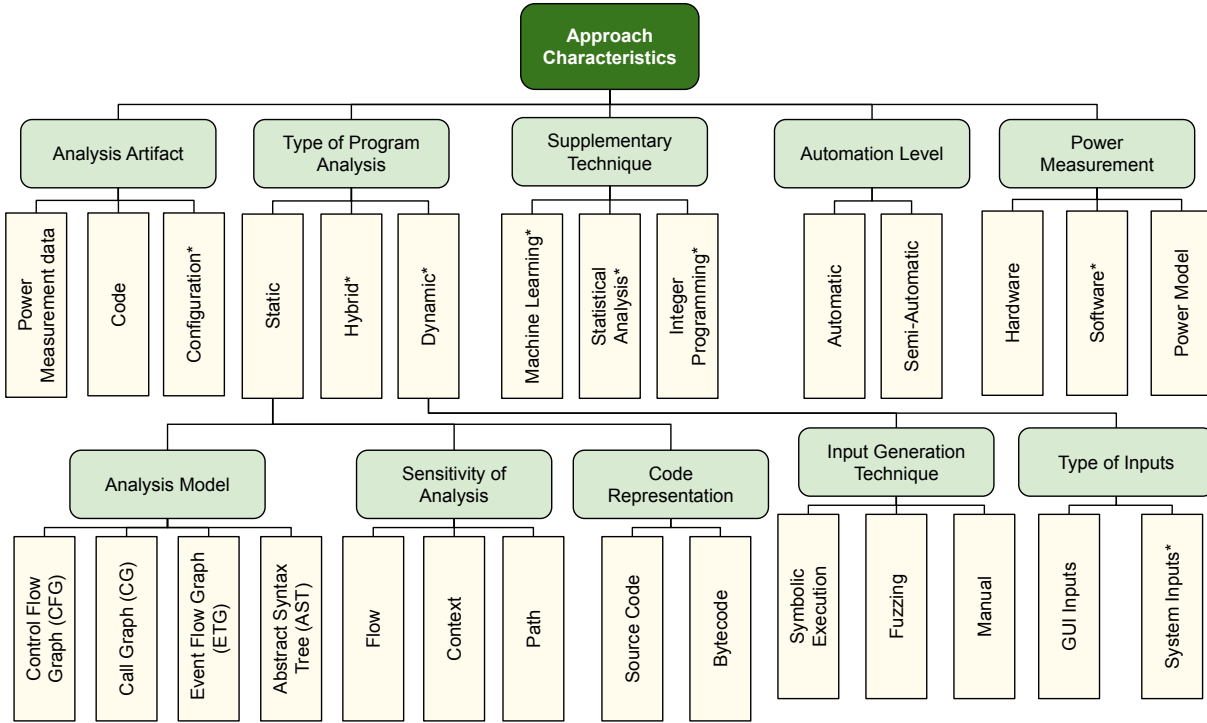 Approach
Characteristics
Analysis Artifact
Type of Program
Analysis
Supplementary
Technique
Automation Level
Power
Measurement
Power
Measurement data
Code
Configuration*
Static
Hybrid*
Dynamic*
Machine Learning*
Statistical
Analysis*
Integer
Programming*
Automatic
Semi-Automatic
Hardware
Software*
Power Model
Analysis Model
Sensitivity of
Analysis
Code
Representation
Input Generation
Technique
Type of Inputs
Control Flow
Graph (CFG)
Call Graph (CG)
Event Flow Graph
(ETG)
Abstract Syntax
Tree (AST)
Flow
Context
Path
Source Code
Bytecode
Symbolic
Execution
Fuzzing
Manual
GUI Inputs
System Inputs*